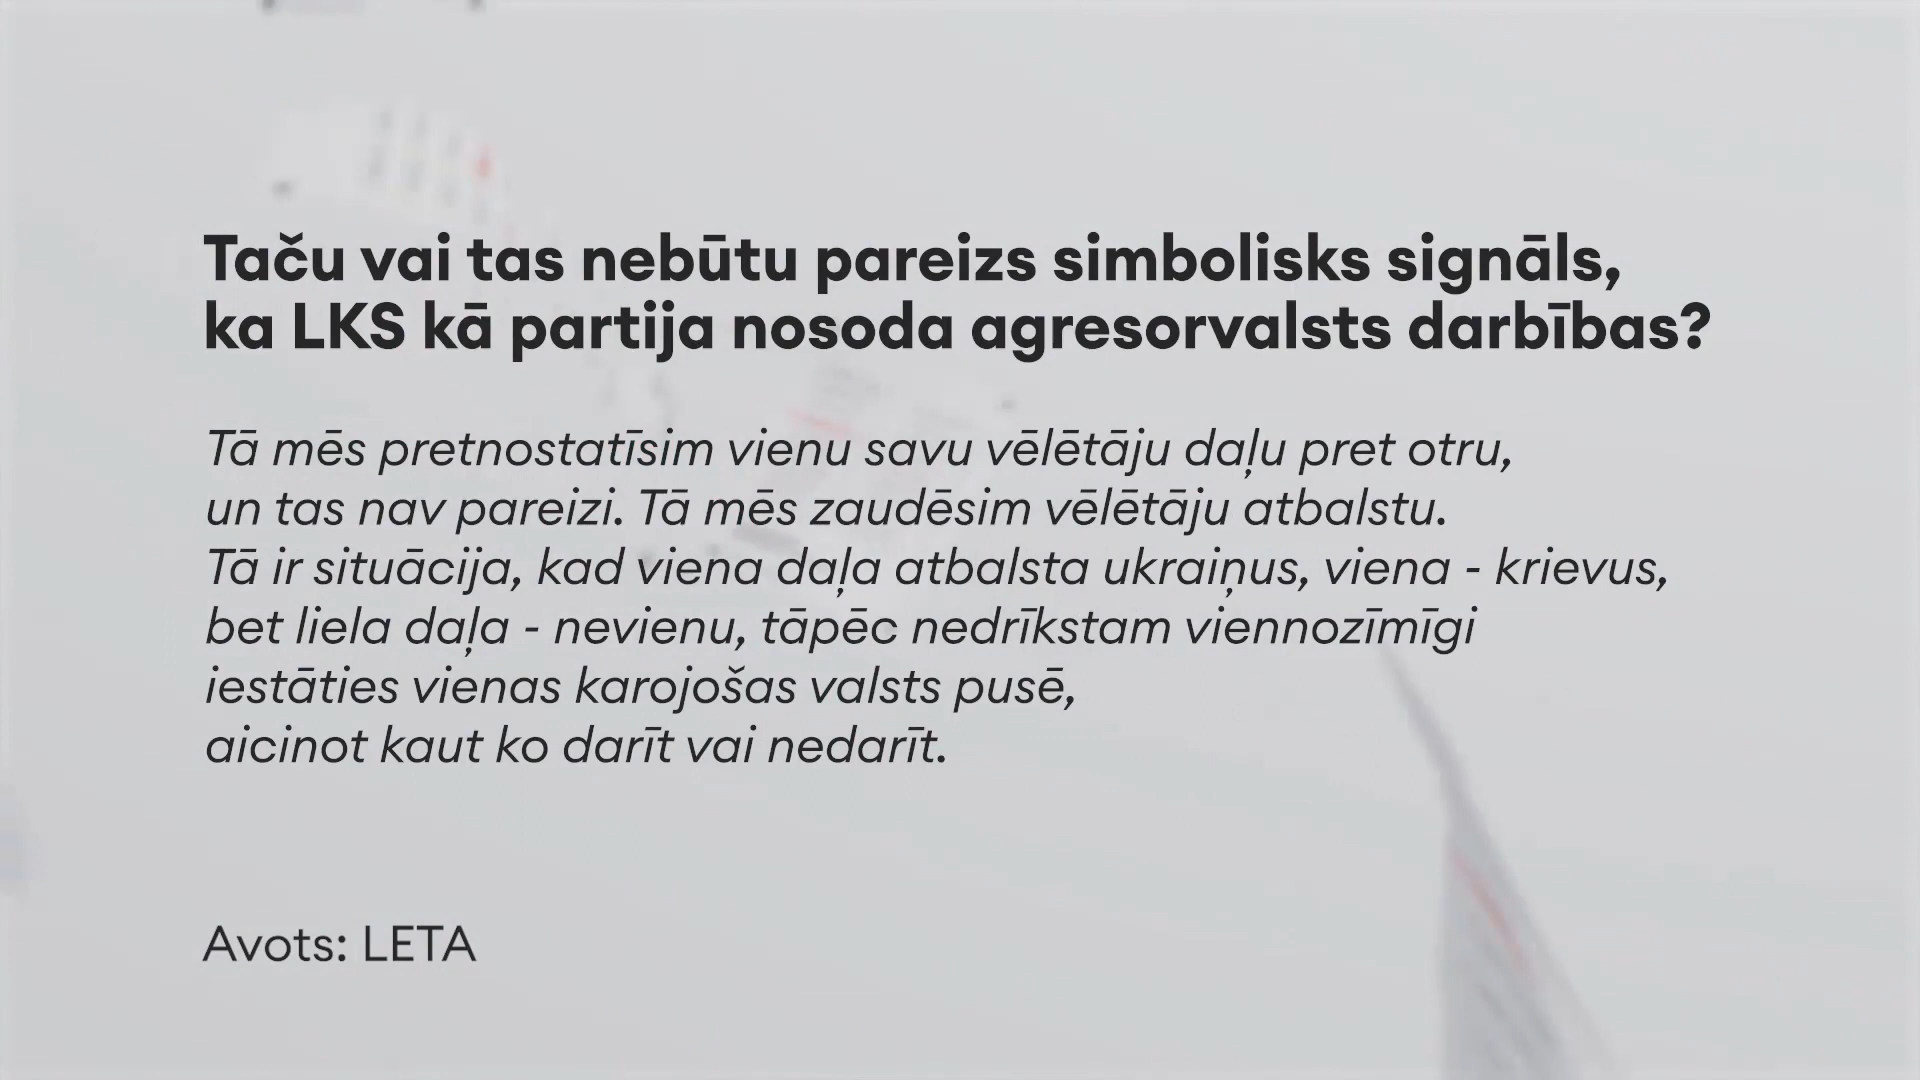 Taču vai tas nebūtu pareizs simbolisks signāls,
ka LKS kā partija nosoda agresorvalsts darbības?
Tā mēs pretnostatīsim vienu savu vēlētāju daļu pret otru,
un tas nav pareizi. Tā mēs zaudēsim vēlētāju atbalstu.
Tā ir situācija, kad viena daļa atbalsta ukraiņus, viena - krievus,
bet liela daļa - nevienu, tāpēc nedrīkstam viennozīmīgi
iestāties vienas karojošas valsts pusē,
aicinot kaut ko darīt vai nedarīt.
Avots: LETA